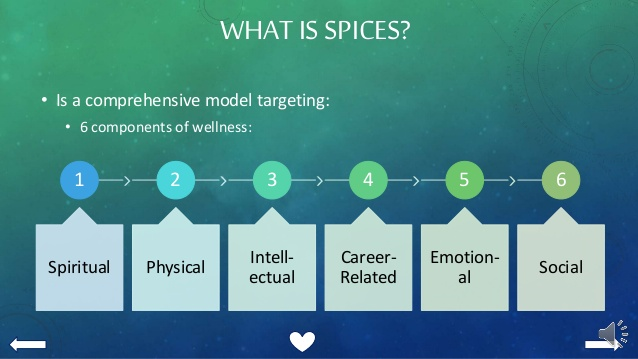 WHAT IS SPICES?
• Is a comprehensive model targeting:
• 6 components of wellness:
1 2 3 4 5 6
Spiritual
Physical
Intell-
ectual
Career-
Related
Emotion-
al
Social